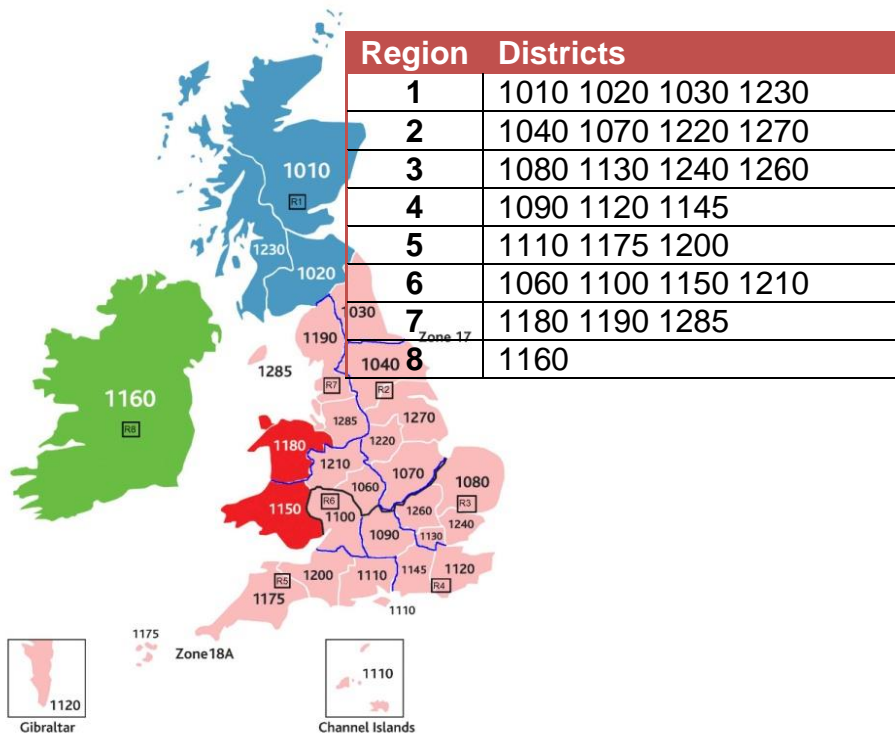 Region Districts
1 1010 1020 1030 1230
2 1040 1070 1220 1270
3 1080 1130 1240 1260
4 1090 1120 1145
5 1110 1175 1200
6 1060 1100 1150 1210
7 1180 1190 1285
8 1160
1010
R1
1230
1020
1030
1190
Zone 17
1285
1040
1160
R7
R2
R8
1285
1270
1180
1220
1210
1070
1080
1060
R6
R3
1150
1100
1260
1240
1090
1130
R5
1200
1110
1145
1120
R4
1175
1110
1175
Zone18A
1120
Gibraltar
1110
Channel Islands